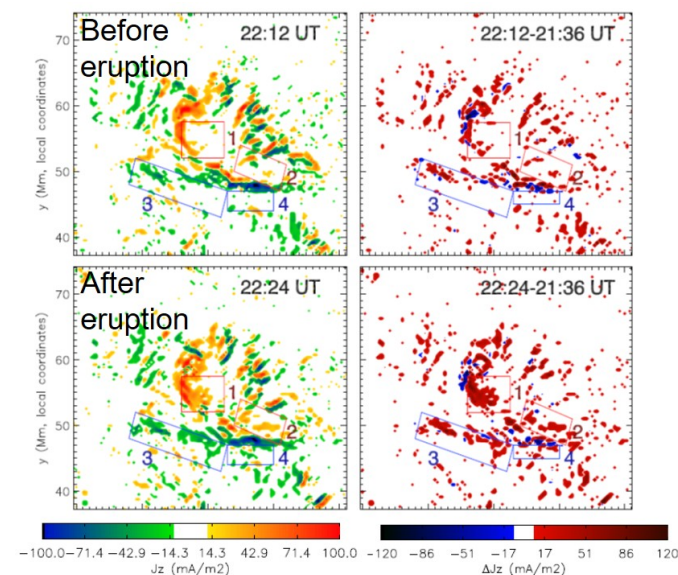 Before
eruption
22:12 UT
70
60
50
40
y (Mm, local coordinates)
1
2
3
4
22:12-21:36 UT
1
2
3
4
After
eruption
22:24 UT
70
60
50
40
y (Mm, local coordinates)
1
2
3
4
22:24-21:36 UT
1
2
3
4
−100.0 −71.4 −42.9 −14.3 14.3 42.9 71.4 100.0
Jz (mA/m2)
−120 −86 −51 −17 17 51 86 120
ΔJz (mA/m2)